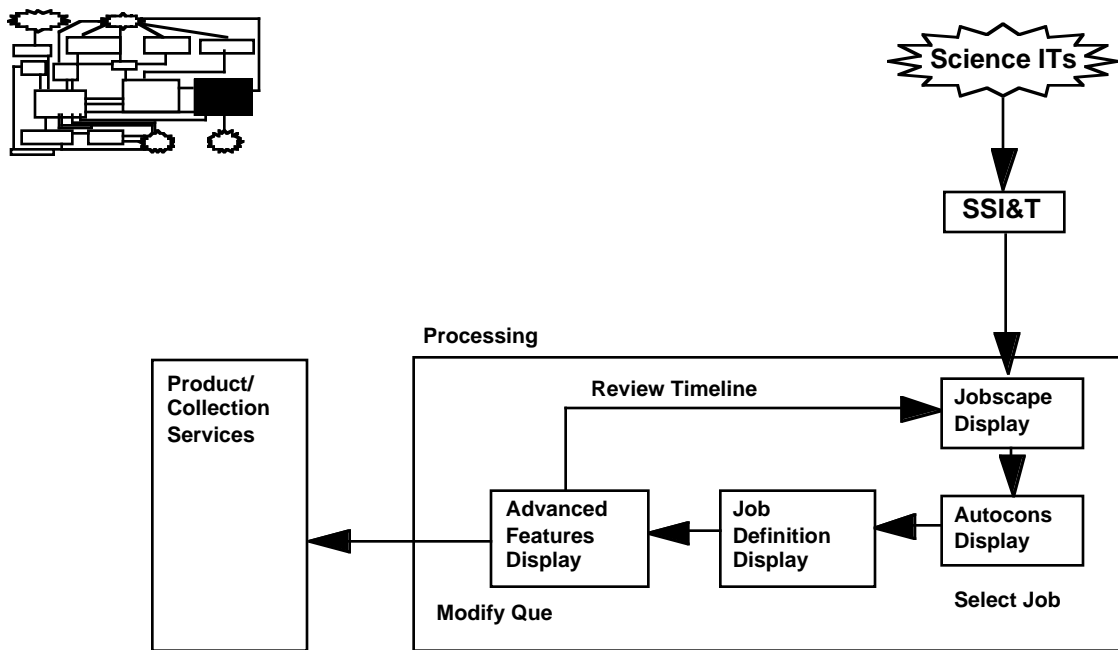 Science ITs
SSI&T
Processing
Product/
Collection
Services
Review Timeline
Jobscape
Display
Advanced
Features
Display
Job
Definition
Display
Autocons
Display
Modify Que
Select Job